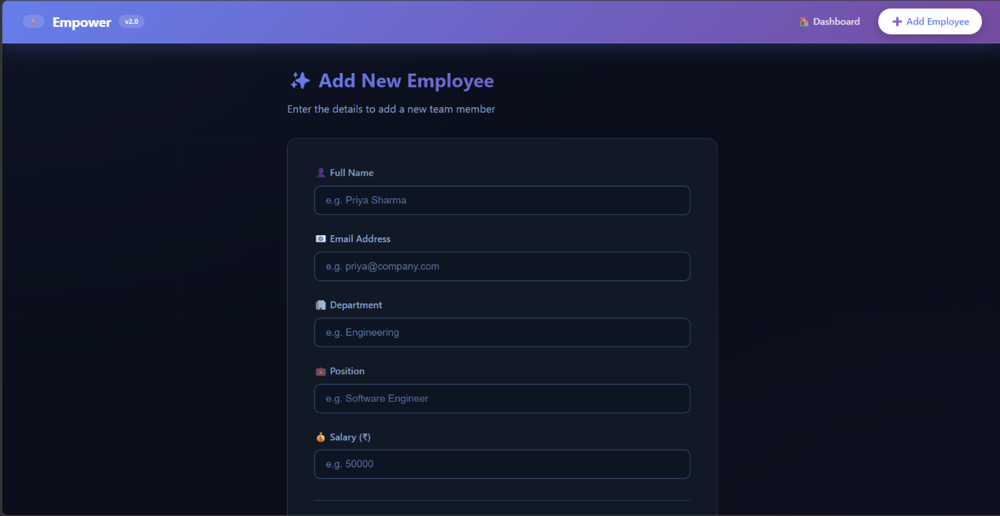 Empower v2.0 Dashboard Add Employee
Add New Employee
Enter the details to add a new team member
Full Name
e.g. Priya Sharma
Email Address
e.g. priya@company.com
Department
e.g. Engineering
Position
e.g. Software Engineer
Salary (₹)
e.g. 50000